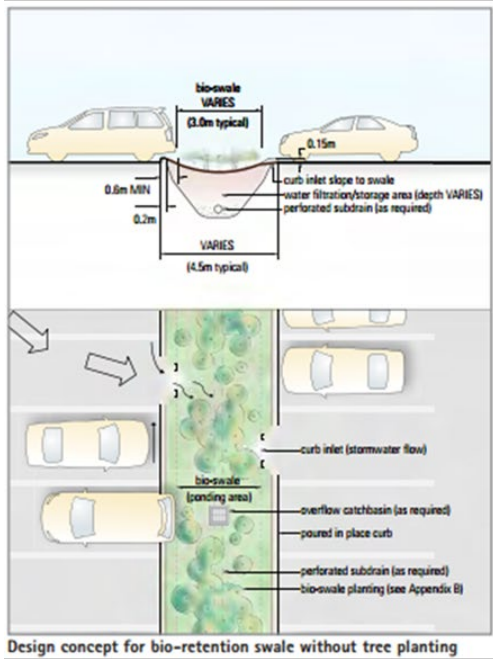 bio-swale
VARIES
(3.0m typical)
0.15m
curb inlet slope to swale
0.6m MIN
water filtration/storage area (depth VARIES)
perforated subdrain (as required)
0.2m
VARIES
(4.5m typical)
curb inlet (stormwater flow)
bio-swale
(ponding area)
overflow catchbasin (as required)
poured in place curb
perforated subdrain (as required)
bio-swale planting (see Appendix B)
Design concept for bio-retention swale without tree planting